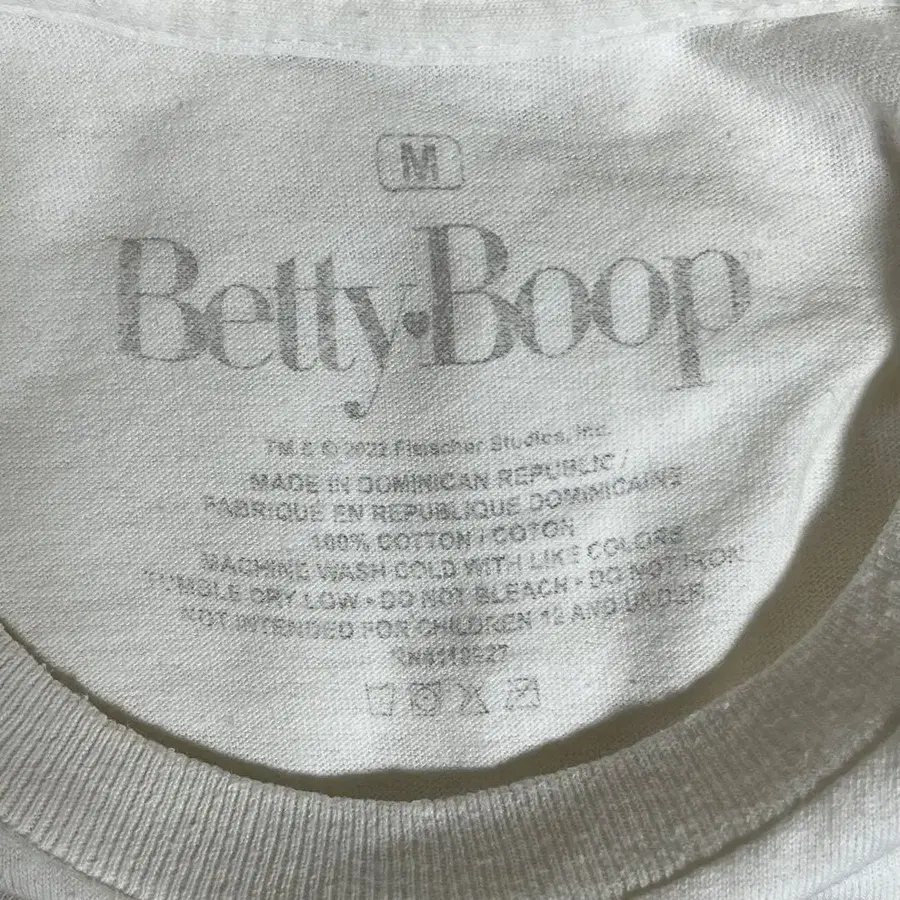 M
Betty Boop
TM & © 2022 Fleischer Studios, Inc.
MADE IN DOMINICAN REPUBLIC /
FABRIQUE EN REPUBLIQUE DOMINICAINE
100% COTTON / COTON
MACHINE WASH COLD WITH LIKE COLORS
TUMBLE DRY LOW • DO NOT BLEACH • DO NOT IRON
NOT INTENDED FOR CHILDREN 12 AND UNDER